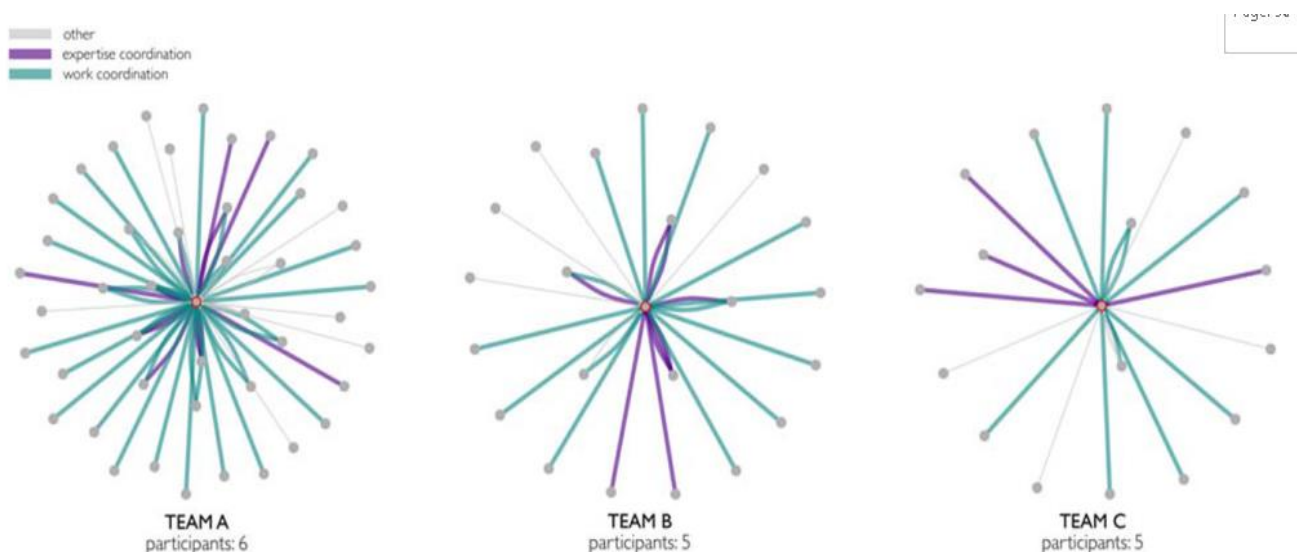 other
expertise coordination
work coordination
TEAM A
participants: 6
TEAM B
participants: 5
TEAM C
participants: 5